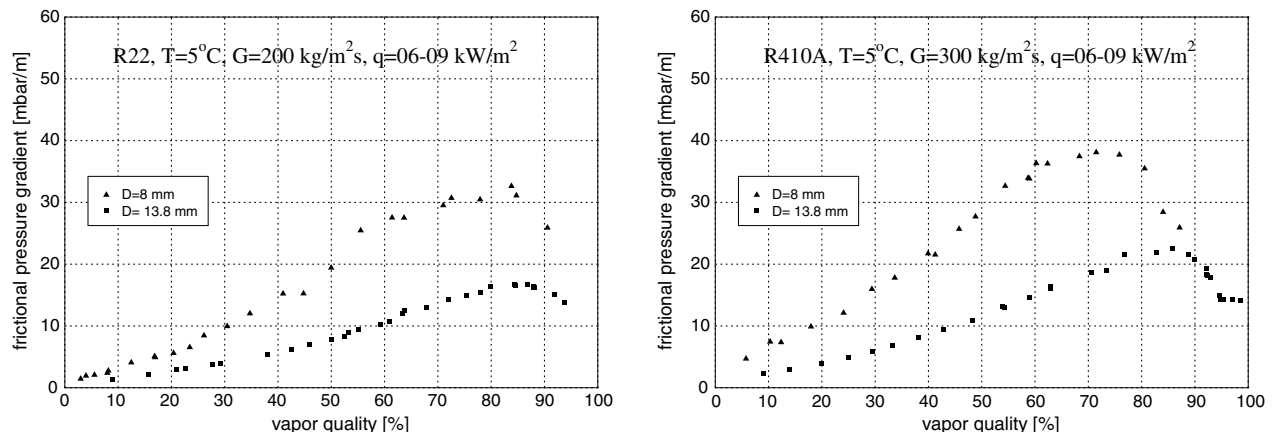 R22, T=5°C, G=200 kg/m²s, q=06-09 kW/m²
frictional pressure gradient [mbar/m]
60
50
40
30
20
10
0
D=8 mm
D= 13.8 mm
0 10 20 30 40 50 60 70 80 90 100
vapor quality [%]
R410A, T=5°C, G=300 kg/m²s, q=06-09 kW/m²
frictional pressure gradient [mbar/m]
60
50
40
30
20
10
0
D=8 mm
D= 13.8 mm
0 10 20 30 40 50 60 70 80 90 100
vapor quality [%]